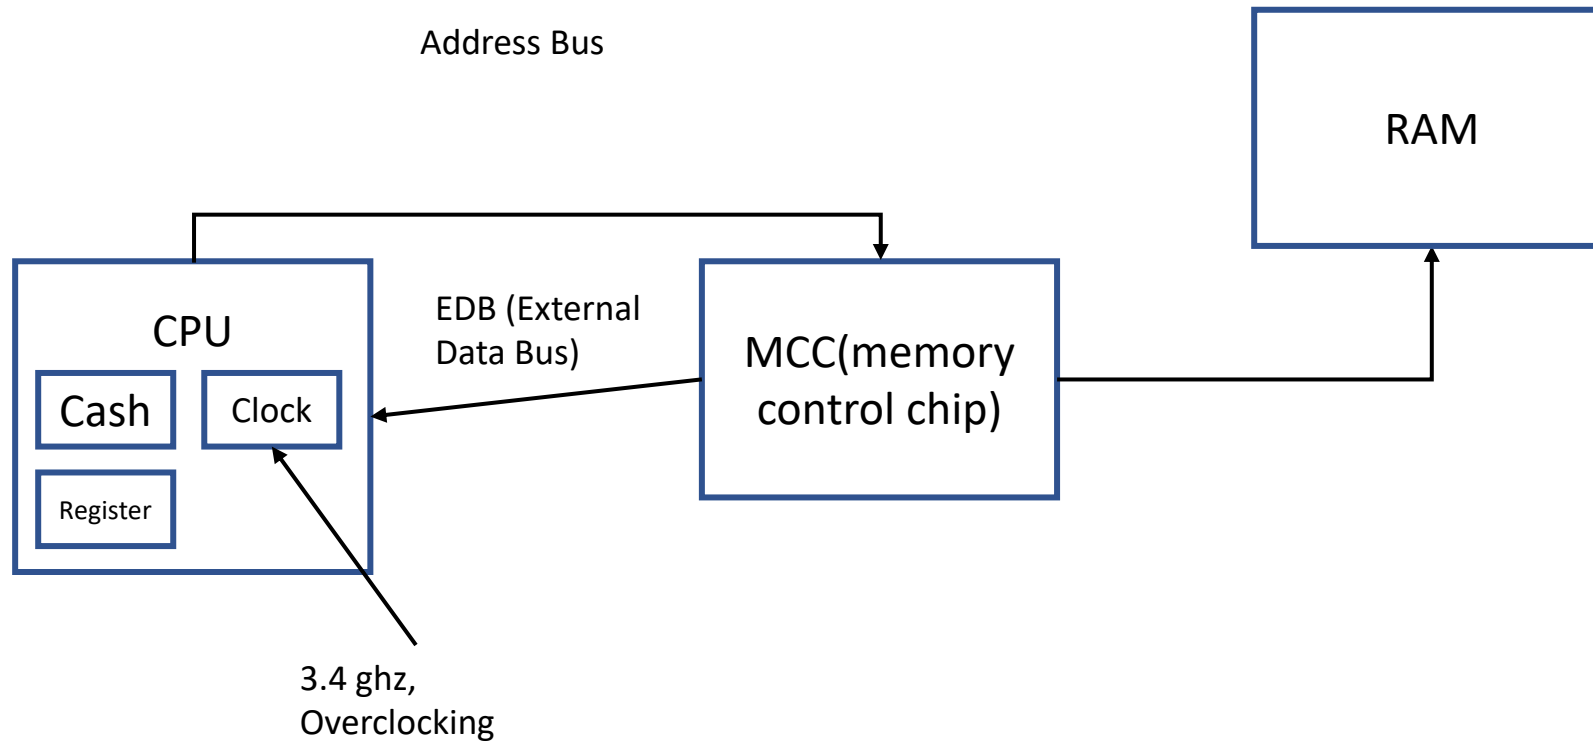 Address Bus
RAM
CPU
EDB (External
Data Bus)
MCC(memory
control chip)
Cash
Clock
Register
3.4 ghz,
Overclocking